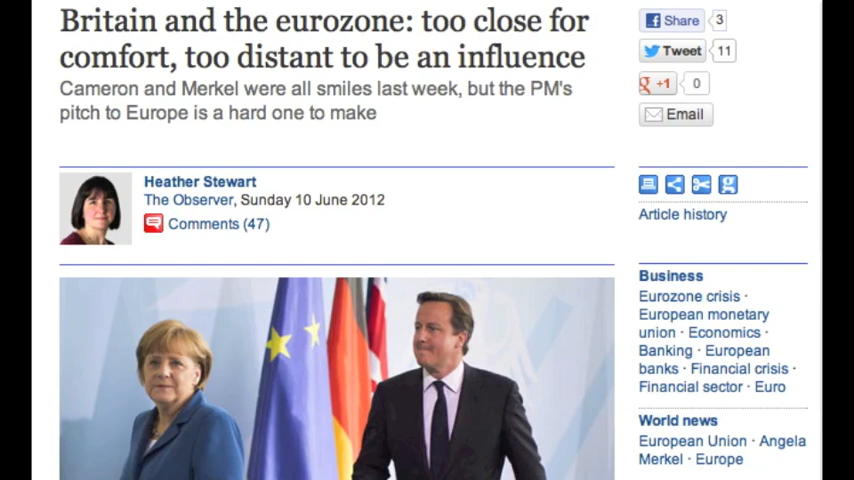 Britain and the eurozone: too close for
comfort, too distant to be an influence
Cameron and Merkel were all smiles last week, but the PM's
pitch to Europe is a hard one to make
Heather Stewart
The Observer, Sunday 10 June 2012
Comments (47)
Share 3
Tweet 11
+1 0
Email
Article history
Business
Eurozone crisis ·
European monetary
union · Economics ·
Banking · European
banks · Financial crisis ·
Financial sector · Euro
World news
European Union · Angela
Merkel · Europe